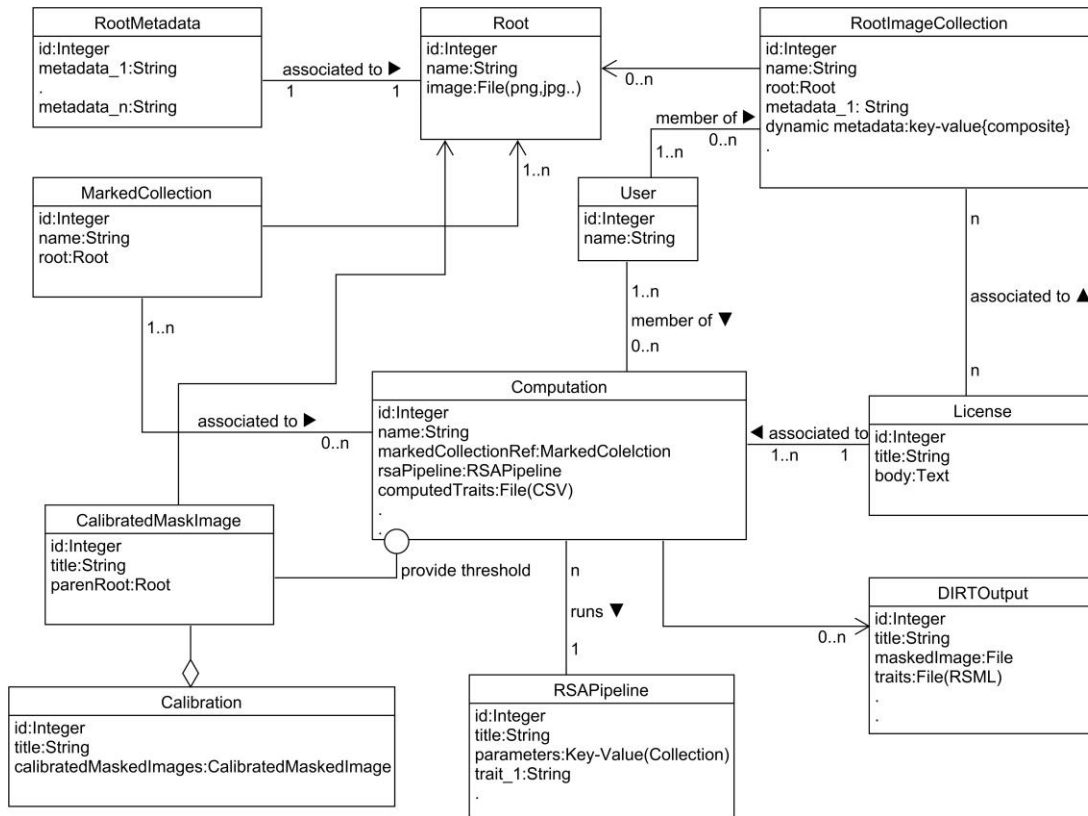 RootMetadata
id:Integer
metadata_1:String
.
metadata_n:String
associated to ▶
1
1
Root
id:Integer
name:String
image:File(png,jpg..)
0..n
RootImageCollection
id:Integer
name:String
root:Root
metadata_1: String
dynamic metadata:key-value{composite}
.
member of ▶
1..n
0..n
MarkedCollection
id:Integer
name:String
root:Root
1..n
User
id:Integer
name:String
n
associated to ▲
n
1..n
member of ▼
0..n
1..n
associated to ▶
0..n
Computation
id:Integer
name:String
markedCollectionRef:MarkedColelction
rsaPipeline:RSAPipeline
computedTraits:File(CSV)
.
.
◀ associated to
1..n
1
License
id:Integer
title:String
body:Text
CalibratedMaskImage
id:Integer
title:String
parenRoot:Root
provide threshold
n
runs ▼
1
0..n
DIRTOutput
id:Integer
title:String
maskedImage:File
traits:File(RSML)
.
.
Calibration
id:Integer
title:String
calibratedMaskedImages:CalibratedMaskedImage
RSAPipeline
id:Integer
title:String
parameters:Key-Value(Collection)
trait_1:String
.